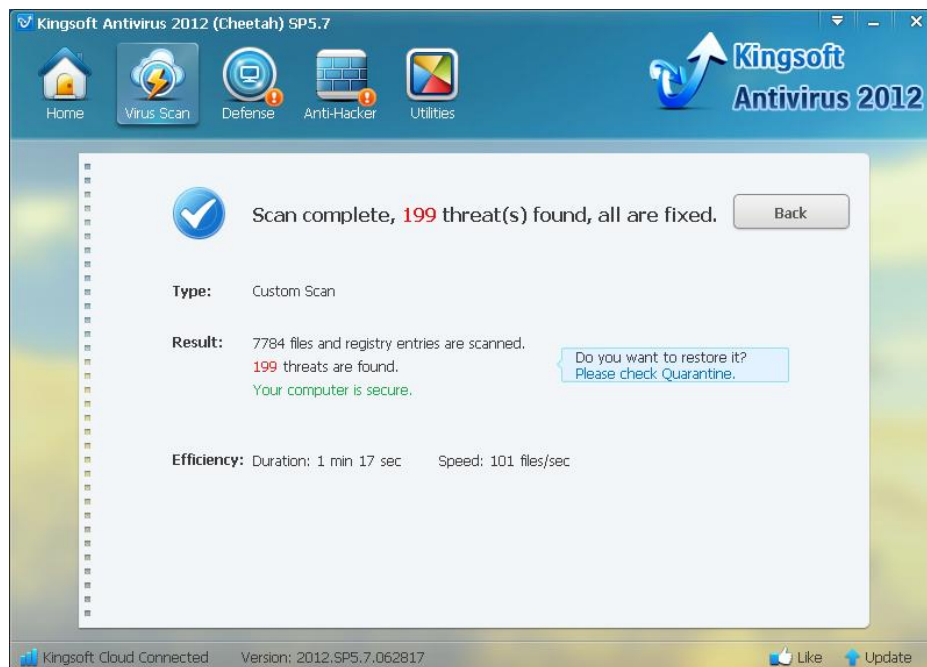 Kingsoft Antivirus 2012 (Cheetah) SP5.7
Home
Virus Scan
Defense
Anti-Hacker
Utilities
Kingsoft
Antivirus 2012
Scan complete, 199 threat(s) found, all are fixed.
Back
Type: Custom Scan
Result: 7784 files and registry entries are scanned.
199 threats are found.
Your computer is secure.
Do you want to restore it?
Please check Quarantine.
Efficiency: Duration: 1 min 17 sec Speed: 101 files/sec
Kingsoft Cloud Connected Version: 2012.SP5.7.062817 Like Update